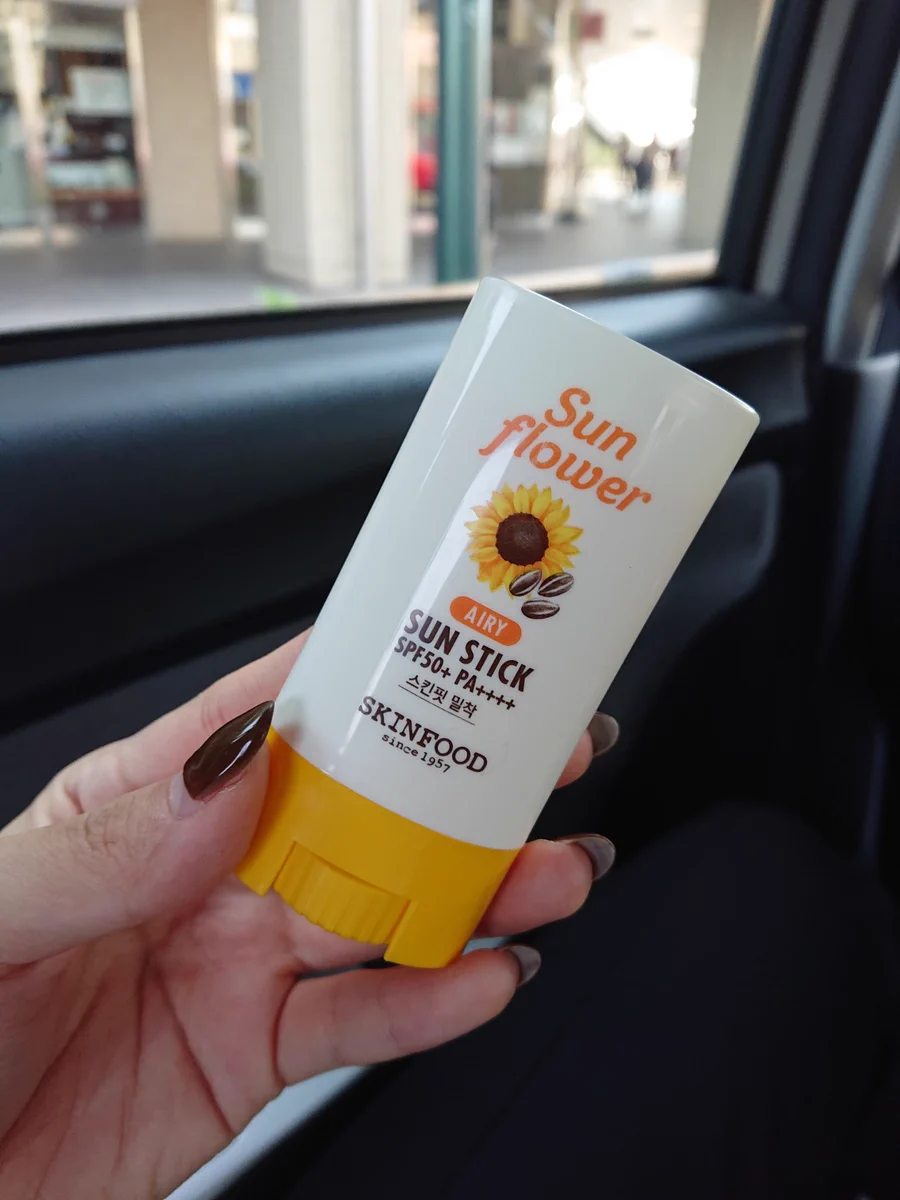 Sun
flower
AIRY
SUN STICK
SPF50+ PA++++
스킨핏 밀착
SKINFOOD
since 1957